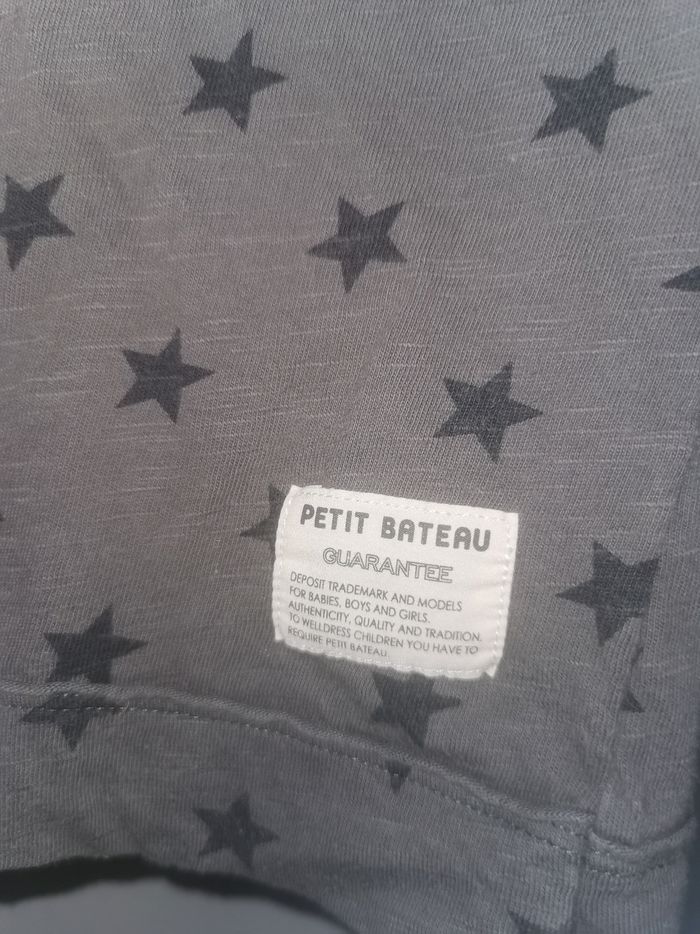 PETIT BATEAU
GUARANTEE
DEPOSIT TRADEMARK AND MODELS
FOR BABIES, BOYS AND GIRLS.
AUTHENTICITY, QUALITY AND TRADITION.
TO WELLDRESS CHILDREN YOU HAVE TO
REQUIRE PETIT BATEAU.